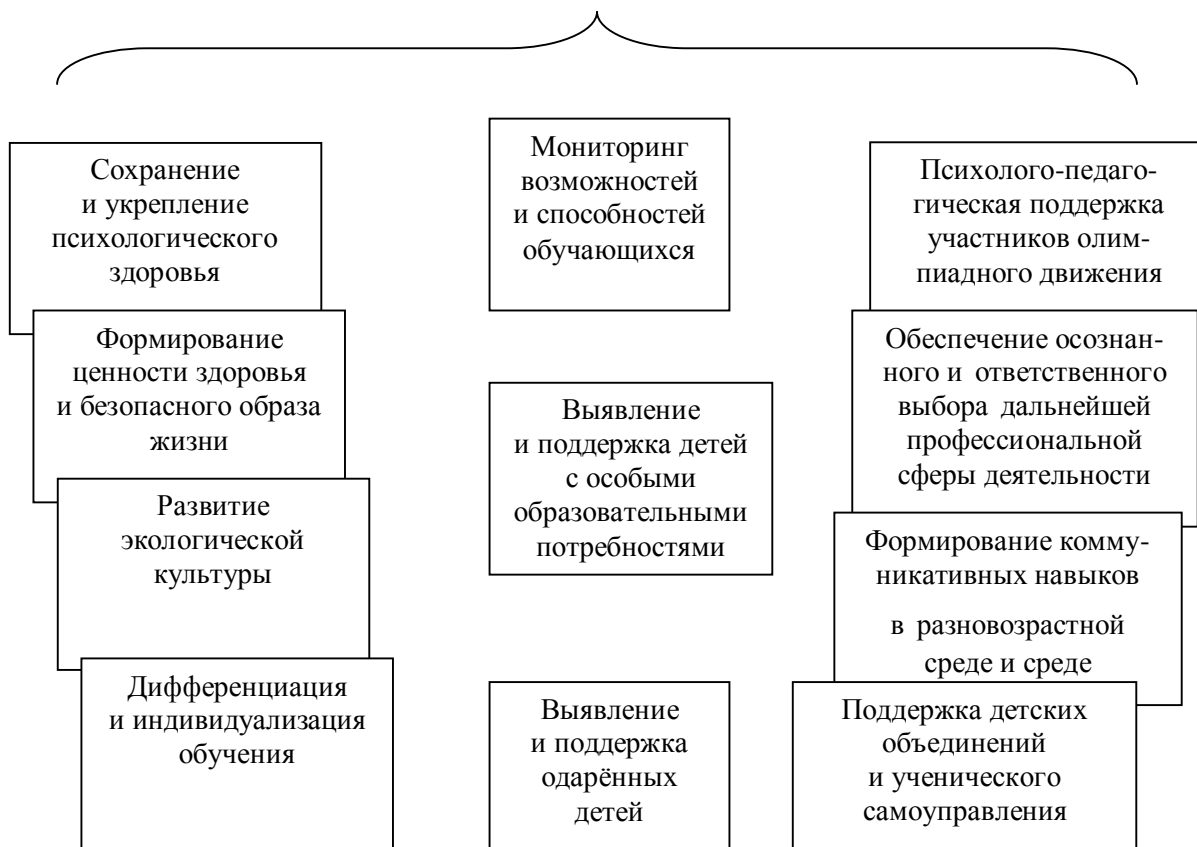 Сохранение
и укрепление
психологического
здоровья
Формирование
ценности здоровья
и безопасного образа
жизни
Развитие
экологической
культуры
Дифференциация
и индивидуализация
обучения
Мониторинг
возможностей
и способностей
обучающихся
Выявление
и поддержка детей
с особыми
образовательными
потребностями
Выявление
и поддержка
одарённых
детей
Психолого-педаго-
гическая поддержка
участников олим-
пиадного движения
Обеспечение осознан-
ного и ответственного
выбора дальнейшей
профессиональной
сферы деятельности
Формирование комму-
никативных навыков
в разновозрастной
среде и среде
Поддержка детских
объединений
и ученического
самоуправления